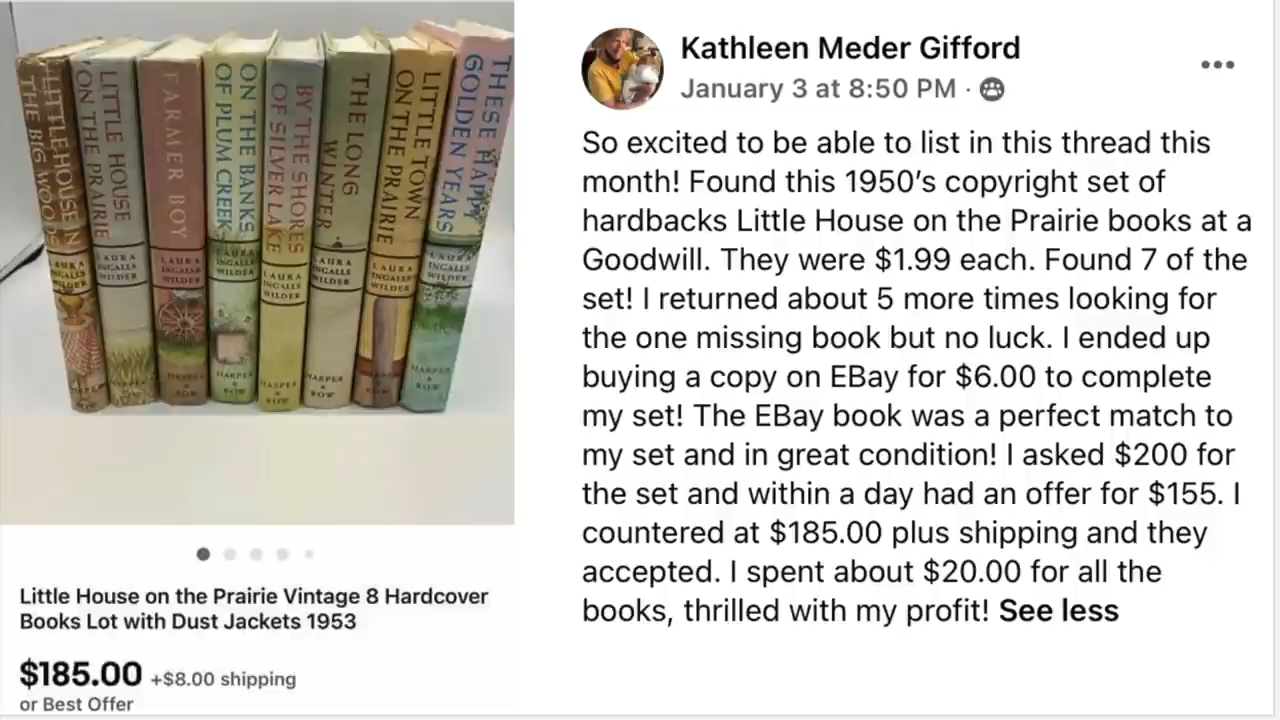 LITTLE HOUSE IN
THE BIG WOODS
LAURA
INGALLS
WILDER
LITTLE HOUSE
ON THE PRAIRIE
LAURA
INGALLS
WILDER
HARPER
FARMER BOY
LAURA
INGALLS
WILDER
HARPER
&
ROW
ON THE BANKS
OF PLUM CREEK
LAURA
INGALLS
WILDER
HARPER
&
ROW
BY THE SHORES
OF SILVER LAKE
LAURA
INGALLS
WILDER
HARPER
&
ROW
THE LONG
WINTER
LAURA
INGALLS
WILDER
HARPER
&
ROW
LITTLE TOWN
ON THE PRAIRIE
LAURA
INGALLS
WILDER
HARPER
&
ROW
THESE HAPPY
GOLDEN YEARS
LAURA
INGALLS
WILDER
HARPER
&
ROW
Little House on the Prairie Vintage 8 Hardcover
Books Lot with Dust Jackets 1953
$185.00 +$8.00 shipping
or Best Offer
Kathleen Meder Gifford
January 3 at 8:50 PM ·
So excited to be able to list in this thread this
month! Found this 1950’s copyright set of
hardbacks Little House on the Prairie books at a
Goodwill. They were $1.99 each. Found 7 of the
set! I returned about 5 more times looking for
the one missing book but no luck. I ended up
buying a copy on EBay for $6.00 to complete
my set! The EBay book was a perfect match to
my set and in great condition! I asked $200 for
the set and within a day had an offer for $155. I
countered at $185.00 plus shipping and they
accepted. I spent about $20.00 for all the
books, thrilled with my profit! See less